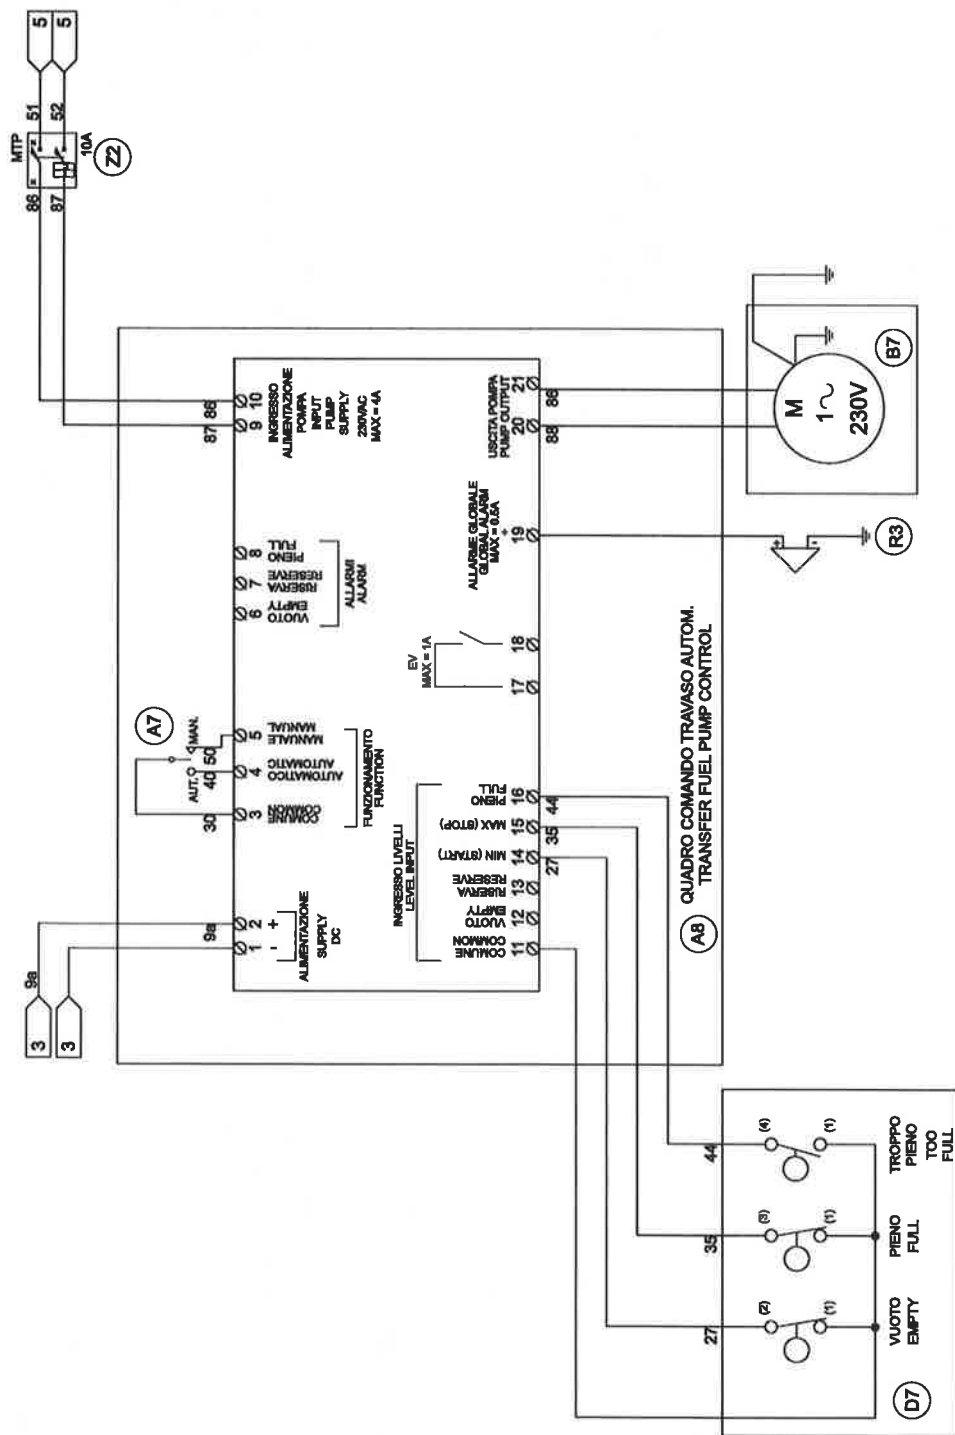 5
5
MTP
51
52
10A
Z2
86
87
3
9a
3
A7
AUT.
MAN.
9a
30
40
50
87
86
1
2
3
4
5
6
7
8
9
10
-
+
ALIMENTAZIONE
SUPPLY
DC
COMUNE
COMMON
AUTOMATICO
AUTOMATIC
MANUALE
MANUAL
FUNZIONAMENTO
FUNCTION
VUOTO
EMPTY
RISERVA
RESERVE
PIENO
FULL
ALLARMI
ALARM
INGRESSO
ALIMENTAZIONE
POMPA
INPUT
PUMP
SUPPLY
230VAC
MAX = 4A
INGRESSO LIVELLI
LEVEL INPUT
COMUNE
COMMON
VUOTO
EMPTY
RISERVA
RESERVE
MIN (START)
MAX (STOP)
PIENO
FULL
EV
MAX = 1A
ALLARME GLOBALE
GLOBAL ALARM
MAX = 0.5A
+
USCITA POMPA
PUMP OUTPUT
11
12
13
14
15
16
17
18
19
20
21
27
35
44
88
86
A8
QUADRO COMANDO TRAVASO AUTOM.
TRANSFER FUEL PUMP CONTROL
+
-
R3
M
1~
230V
B7
27
35
44
(2)
(3)
(4)
(1)
(1)
(1)
D7
VUOTO
EMPTY
PIENO
FULL
TROPPO
PIENO
TOO
FULL